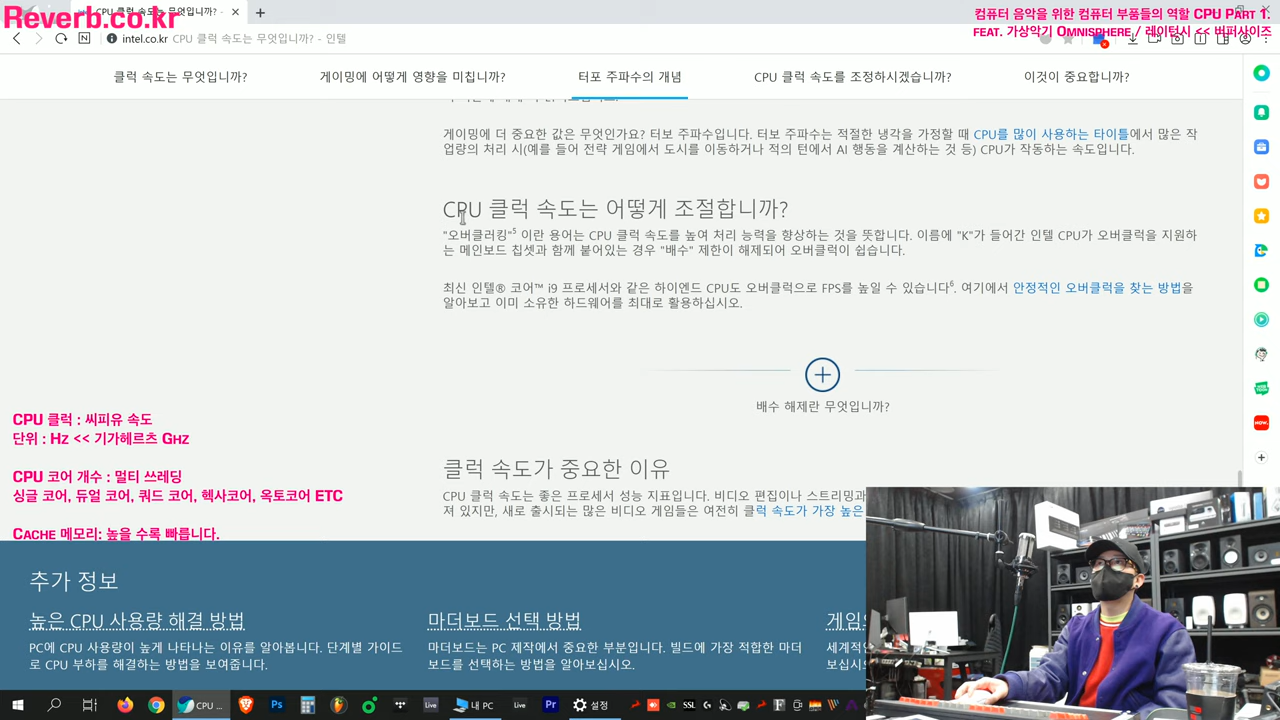 Reverb.co.kr
CPU 클럭 속도는 무엇입니까? -
컴퓨터 음악을 위한 컴퓨터 부품들의 역할 CPU PART 1.
FEAT. 가상악기 OMNISPHERE / 레이턴시 << 버퍼사이즈
intel.co.kr CPU 클럭 속도는 무엇입니까? - 인텔
클럭 속도는 무엇입니까?
게이밍에 어떻게 영향을 미칩니까?
터포 주파수의 개념
CPU 클럭 속도를 조정하시겠습니까?
이것이 중요합니까?
게이밍에 더 중요한 값은 무엇인가요? 터보 주파수입니다. 터보 주파수는 적절한 냉각을 가정할 때 CPU를 많이 사용하는 타이틀에서 많은 작
업량의 처리 시(예를 들어 전략 게임에서 도시를 이동하거나 적의 턴에서 AI 행동을 계산하는 것 등) CPU가 작동하는 속도입니다.
CPU 클럭 속도는 어떻게 조절합니까?
"오버클러킹"⁵ 이란 용어는 CPU 클럭 속도를 높여 처리 능력을 향상하는 것을 뜻합니다. 이름에 "K"가 들어간 인텔 CPU가 오버클럭을 지원하
는 메인보드 칩셋과 함께 붙어있는 경우 "배수" 제한이 해제되어 오버클럭이 쉽습니다.
최신 인텔® 코어™ i9 프로세서와 같은 하이엔드 CPU도 오버클럭으로 FPS를 높일 수 있습니다⁶. 여기에서 안정적인 오버클럭을 찾는 방법을
알아보고 이미 소유한 하드웨어를 최대로 활용하십시오.
배수 해제란 무엇입니까?
CPU 클럭 : 씨피유 속도
단위 : HZ << 기가헤르츠 GHZ
CPU 코어 개수 : 멀티 쓰레딩
싱글 코어, 듀얼 코어, 쿼드 코어, 헥사코어, 옥토코어 ETC
CACHE 메모리: 높을 수록 빠릅니다.
클럭 속도가 중요한 이유
CPU 클럭 속도는 좋은 프로세서 성능 지표입니다. 비디오 편집이나 스트리밍과
져 있지만, 새로 출시되는 많은 비디오 게임들은 여전히 클럭 속도가 가장 높은
추가 정보
높은 CPU 사용량 해결 방법
PC에 CPU 사용량이 높게 나타나는 이유를 알아봅니다. 단계별 가이드
로 CPU 부하를 해결하는 방법을 보여줍니다.
마더보드 선택 방법
마더보드는 PC 제작에서 중요한 부분입니다. 빌드에 가장 적합한 마더
보드를 선택하는 방법을 알아보십시오.
게임
세계적인
보십시오
NOW.
CPU ...
Ps
Live
내 PC
Live
Pr
설정
SSL